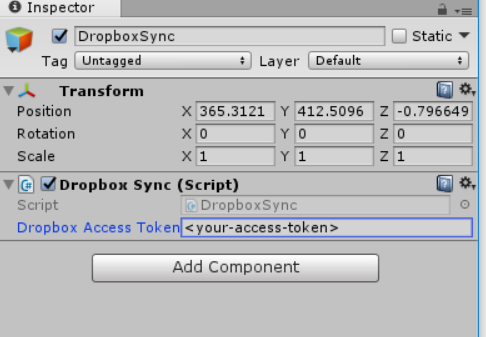 Inspector
DropboxSync Static
Tag Untagged Layer Default
Transform
Position X 365.3121 Y 412.5096 Z -0.796649
Rotation X 0 Y 0 Z 0
Scale X 1 Y 1 Z 1
Dropbox Sync (Script)
Script DropboxSync
Dropbox Access Token <your-access-token>
Add Component